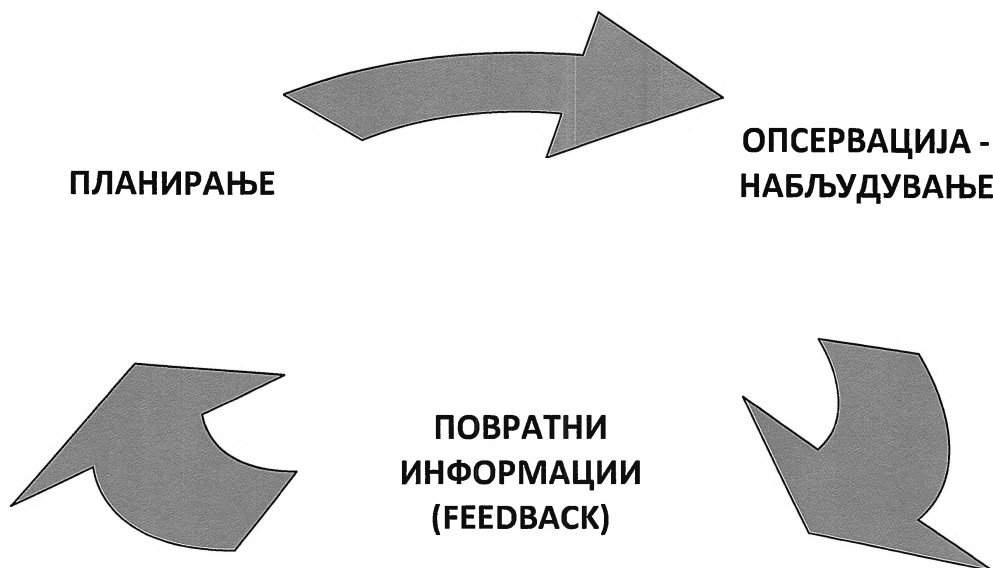 ПЛАНИРАЊЕ
ОПСЕРВАЦИЈА -
НАБЉУДУВАЊЕ
ПОВРАТНИ
ИНФОРМАЦИИ
(FEEDBACK)